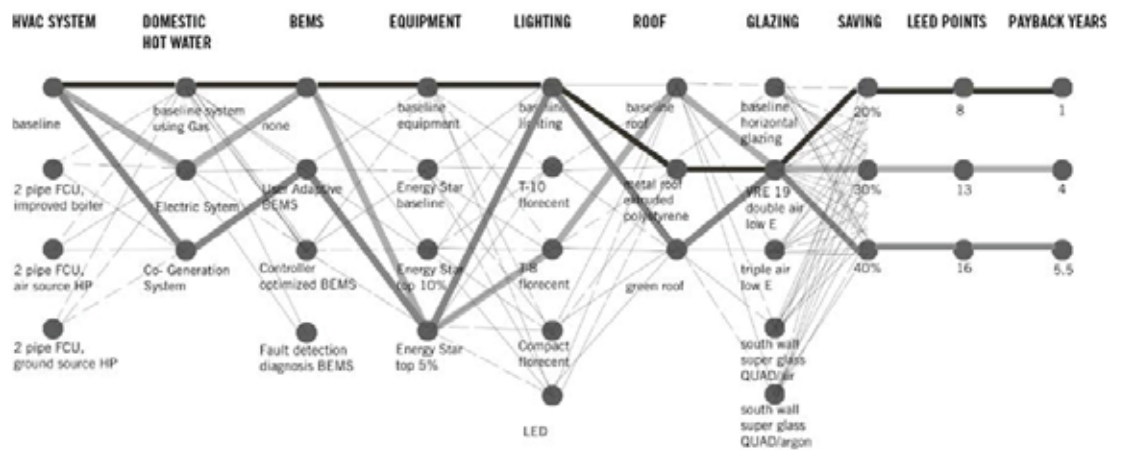 HVAC SYSTEM
DOMESTIC
HOT WATER
BEMS
EQUIPMENT
LIGHTING
ROOF
GLAZING
SAVING
LEED POINTS
PAYBACK YEARS
baseline
2 pipe FCU,
improved boiler
2 pipe FCU,
air source HP
2 pipe FCU,
ground source HP
baseline system
using Gas
Electric Sytem
Co- Generation
System
none
User Adaptive
BEMS
Controller
optimized BEMS
Fault detection
diagnosis BEMS
baseline
equipment
Energy Star
baseline
Energy Star
top 10%
Energy Star
top 5%
baseline
lighting
T-10
florecent
T-8
florecent
Compact
florecent
LED
baseline
roof
metal roof
extruded
polystyrene
green roof
baseline
horizontal
glazing
VRE 19
double air
low E
triple air
low E
south wall
super glass
QUAD/air
south wall
super glass
QUAD/argon
20%
30%
40%
8
13
16
1
4
5.5